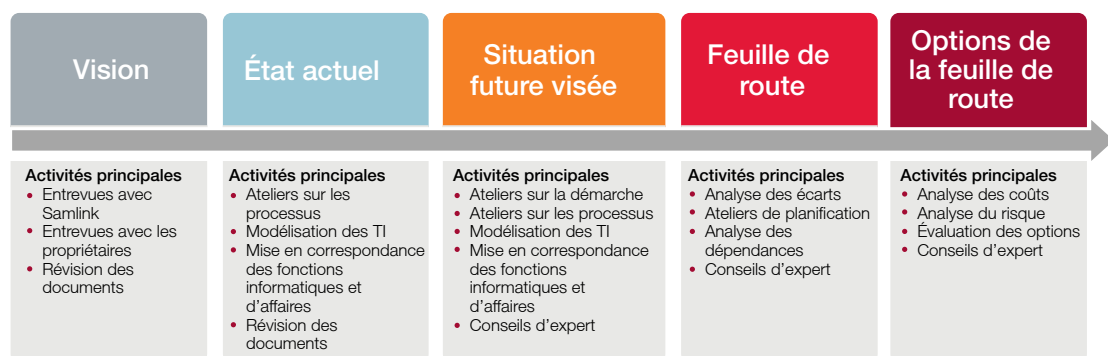 Vision
État actuel
Situation
future visée
Feuille de
route
Options de
la feuille de
route
Activités principales
• Entrevues avec
Samlink
• Entrevues avec les
propriétaires
• Révision des
documents
Activités principales
• Ateliers sur les
processus
• Modélisation des TI
• Mise en correspondance
des fonctions
informatiques et
d’affaires
• Révision des
documents
Activités principales
• Ateliers sur la démarche
• Ateliers sur les processus
• Modélisation des TI
• Mise en correspondance
des fonctions
informatiques et
d’affaires
• Conseils d’expert
Activités principales
• Analyse des écarts
• Ateliers de planification
• Analyse des
dépendances
• Conseils d’expert
Activités principales
• Analyse des coûts
• Analyse du risque
• Évaluation des options
• Conseils d’expert